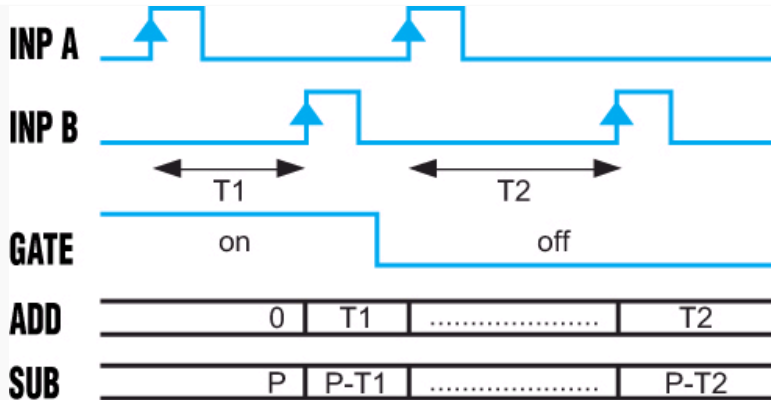 INP A
INP B
T1 T2
GATE on off
ADD 0 T1 ...................... T2
SUB P P-T1 ...................... P-T2